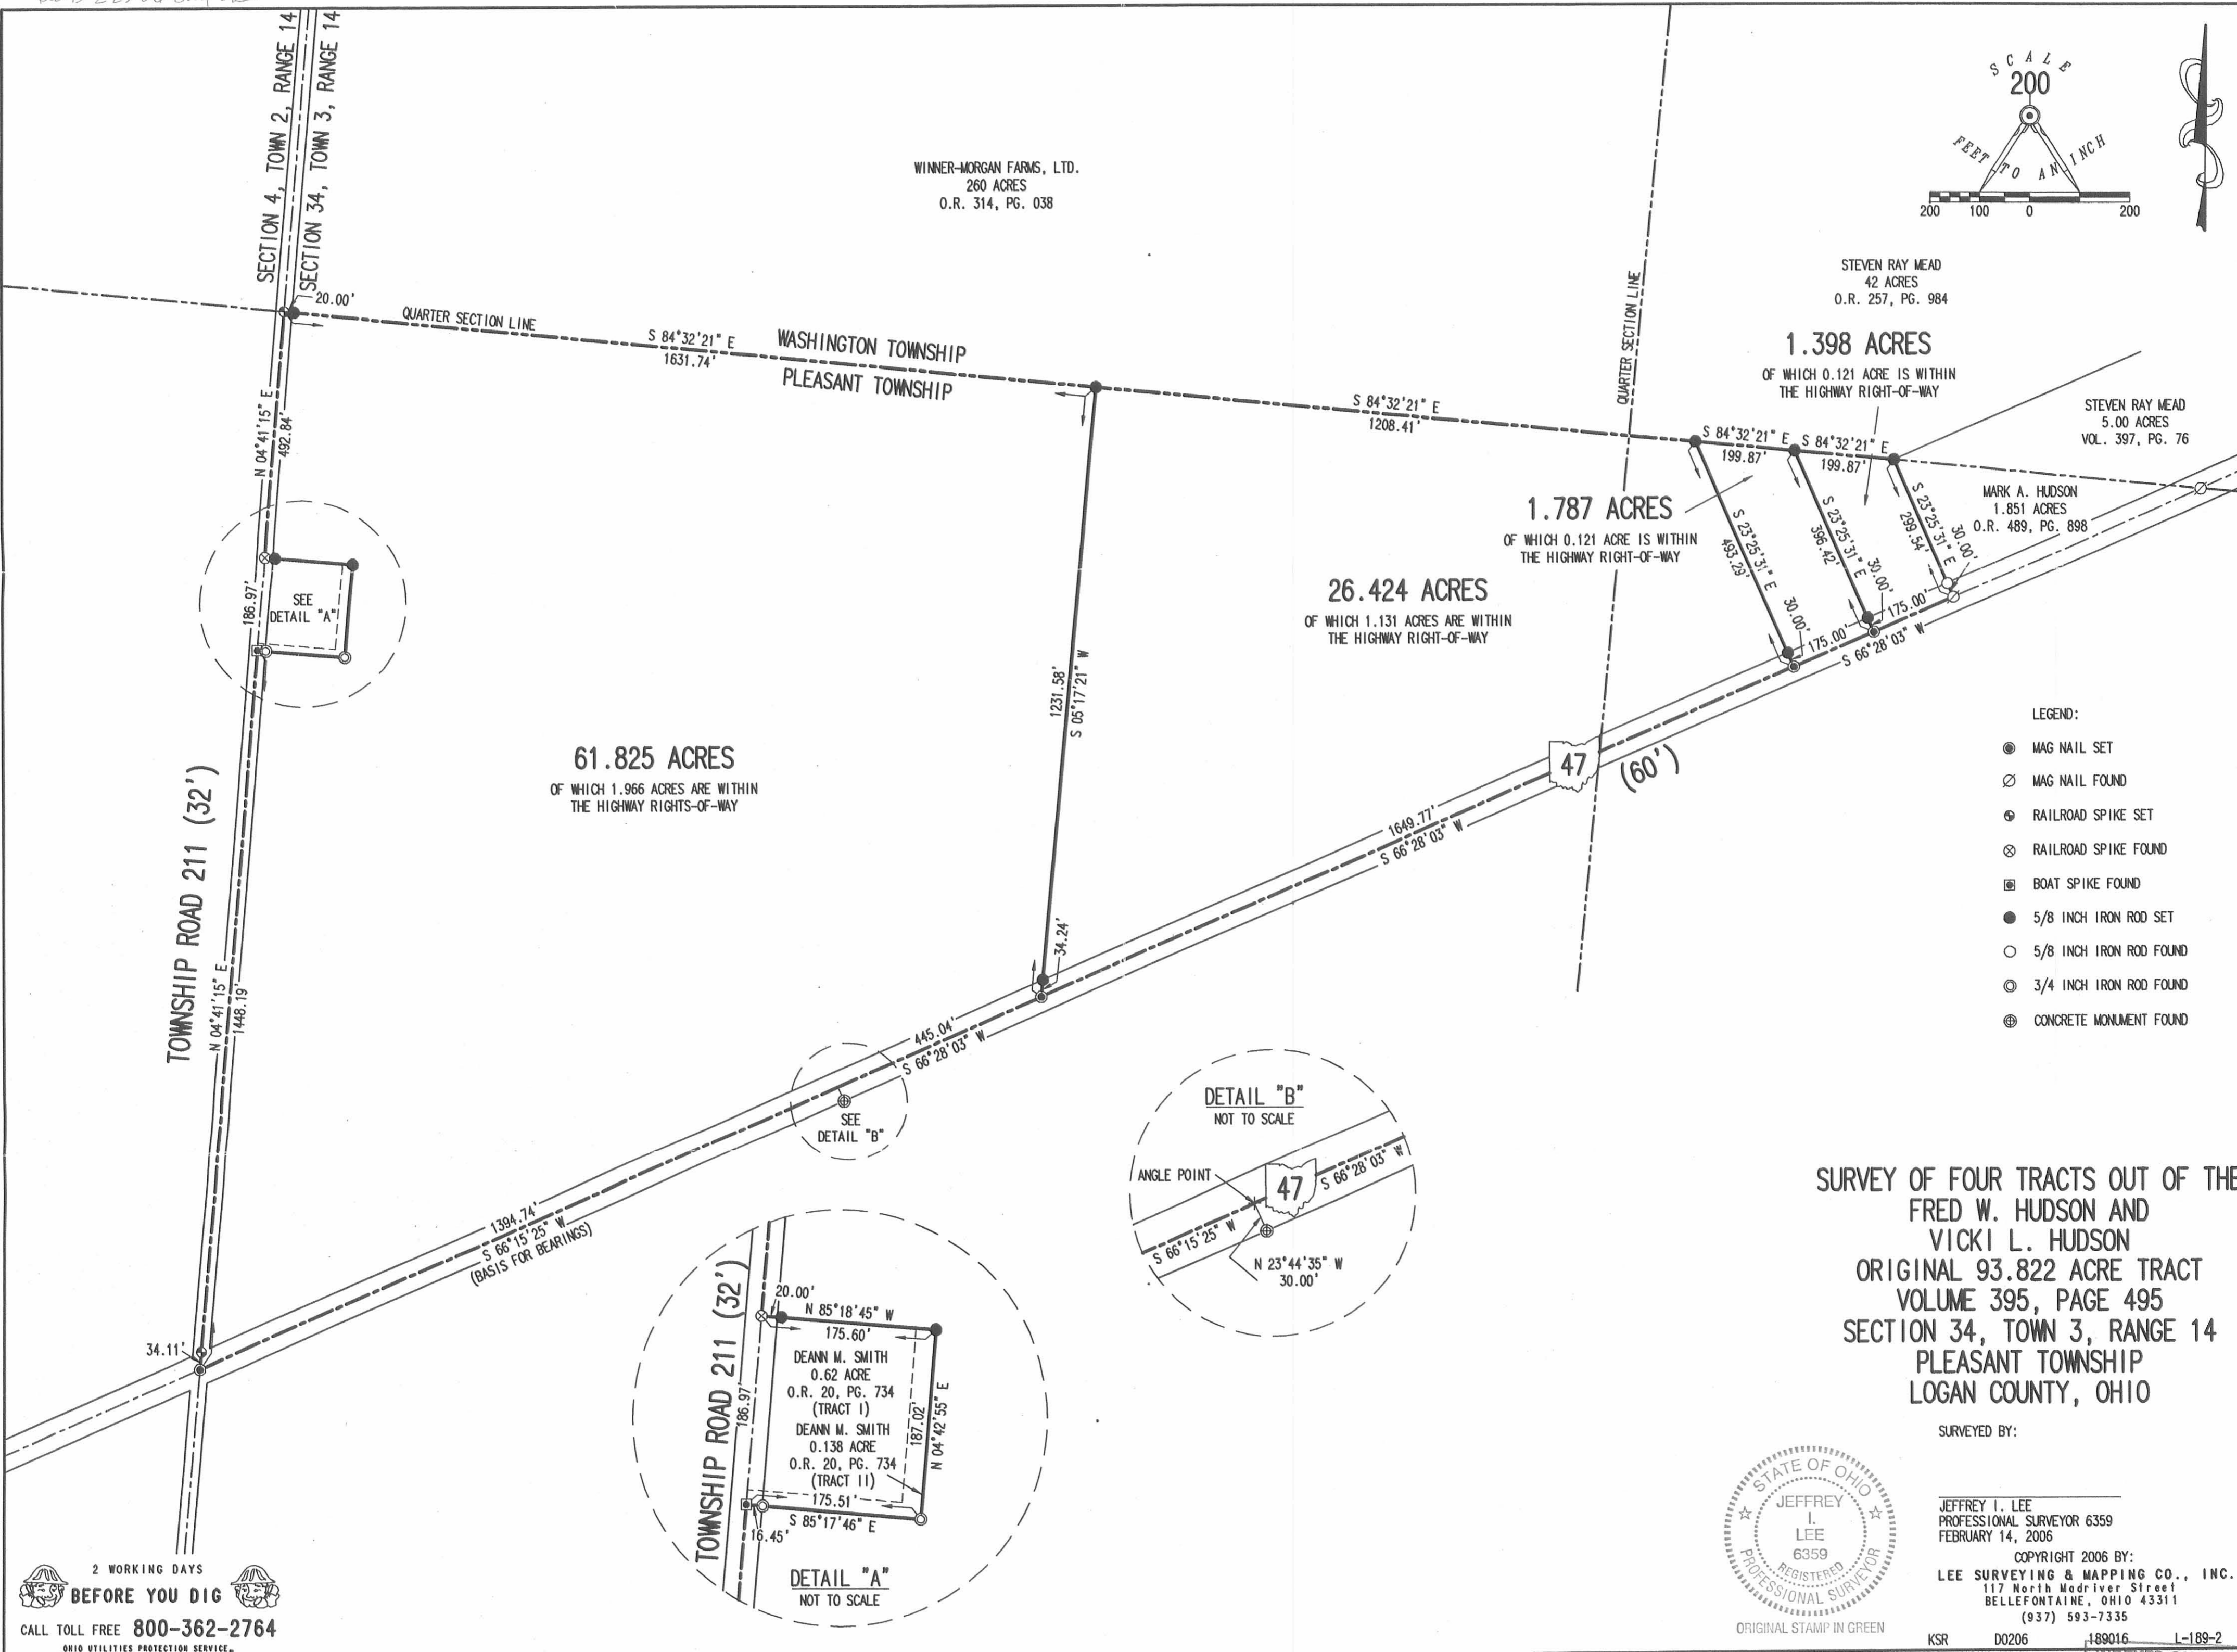 SECTION 4, TOWN 2, RANGE 14
SECTION 34, TOWN 3, RANGE 14
WINNER-MORGAN FARMS, LTD.
260 ACRES
O.R. 314, PG. 038
SCALE
200
FEET TO AN INCH
200 100 0 200
STEVEN RAY MEAD
42 ACRES
O.R. 257, PG. 984
20.00'
QUARTER SECTION LINE
S 84°32'21" E
1631.74'
WASHINGTON TOWNSHIP
PLEASANT TOWNSHIP
S 84°32'21" E
1208.41'
QUARTER SECTION LINE
1.398 ACRES
OF WHICH 0.121 ACRE IS WITHIN
THE HIGHWAY RIGHT-OF-WAY
STEVEN RAY MEAD
5.00 ACRES
VOL. 397, PG. 76
S 84°32'21" E
199.87'
S 84°32'21" E
199.87'
MARK A. HUDSON
1.851 ACRES
O.R. 489, PG. 898
N 04°41'15" E
492.84'
1.787 ACRES
OF WHICH 0.121 ACRE IS WITHIN
THE HIGHWAY RIGHT-OF-WAY
S 23°25'31" E
493.29'
30.00'
S 23°25'31" E
396.42'
30.00'
S 23°25'31" E
299.54'
30.00'
175.00'
175.00'
S 66°28'03" W
186.97'
SEE
DETAIL "A"
26.424 ACRES
OF WHICH 1.131 ACRES ARE WITHIN
THE HIGHWAY RIGHT-OF-WAY
1231.58'
S 05°17'21" W
61.825 ACRES
OF WHICH 1.966 ACRES ARE WITHIN
THE HIGHWAY RIGHTS-OF-WAY
47
(60')
1649.77'
S 66°28'03" W
34.24'
TOWNSHIP ROAD 211 (32')
N 04°41'15" E
1448.19'
445.04'
S 66°28'03" W
SEE
DETAIL "B"
1394.74'
S 66°15'25" W
(BASIS FOR BEARINGS)
34.11'
LEGEND:
MAG NAIL SET
MAG NAIL FOUND
RAILROAD SPIKE SET
RAILROAD SPIKE FOUND
BOAT SPIKE FOUND
5/8 INCH IRON ROD SET
5/8 INCH IRON ROD FOUND
3/4 INCH IRON ROD FOUND
CONCRETE MONUMENT FOUND
DETAIL "B"
NOT TO SCALE
ANGLE POINT
47
S 66°28'03" W
S 66°15'25" W
N 23°44'35" W
30.00'
TOWNSHIP ROAD 211 (32')
20.00'
N 85°18'45" W
175.60'
DEANN M. SMITH
0.62 ACRE
O.R. 20, PG. 734
(TRACT I)
DEANN M. SMITH
0.138 ACRE
O.R. 20, PG. 734
(TRACT II)
186.97'
187.02'
N 04°42'55" E
175.51'
S 85°17'46" E
16.45'
DETAIL "A"
NOT TO SCALE
SURVEY OF FOUR TRACTS OUT OF THE
FRED W. HUDSON AND
VICKI L. HUDSON
ORIGINAL 93.822 ACRE TRACT
VOLUME 395, PAGE 495
SECTION 34, TOWN 3, RANGE 14
PLEASANT TOWNSHIP
LOGAN COUNTY, OHIO
SURVEYED BY:
STATE OF OHIO
JEFFREY
I.
LEE
6359
REGISTERED
PROFESSIONAL SURVEYOR
ORIGINAL STAMP IN GREEN
JEFFREY I. LEE
PROFESSIONAL SURVEYOR 6359
FEBRUARY 14, 2006
COPYRIGHT 2006 BY:
LEE SURVEYING & MAPPING CO., INC.
117 North Madriver Street
BELLEFONTAINE, OHIO 43311
(937) 593-7335
KSR D0206 189016 L-189-2
2 WORKING DAYS
BEFORE YOU DIG
CALL TOLL FREE 800-362-2764
OHIO UTILITIES PROTECTION SERVICE